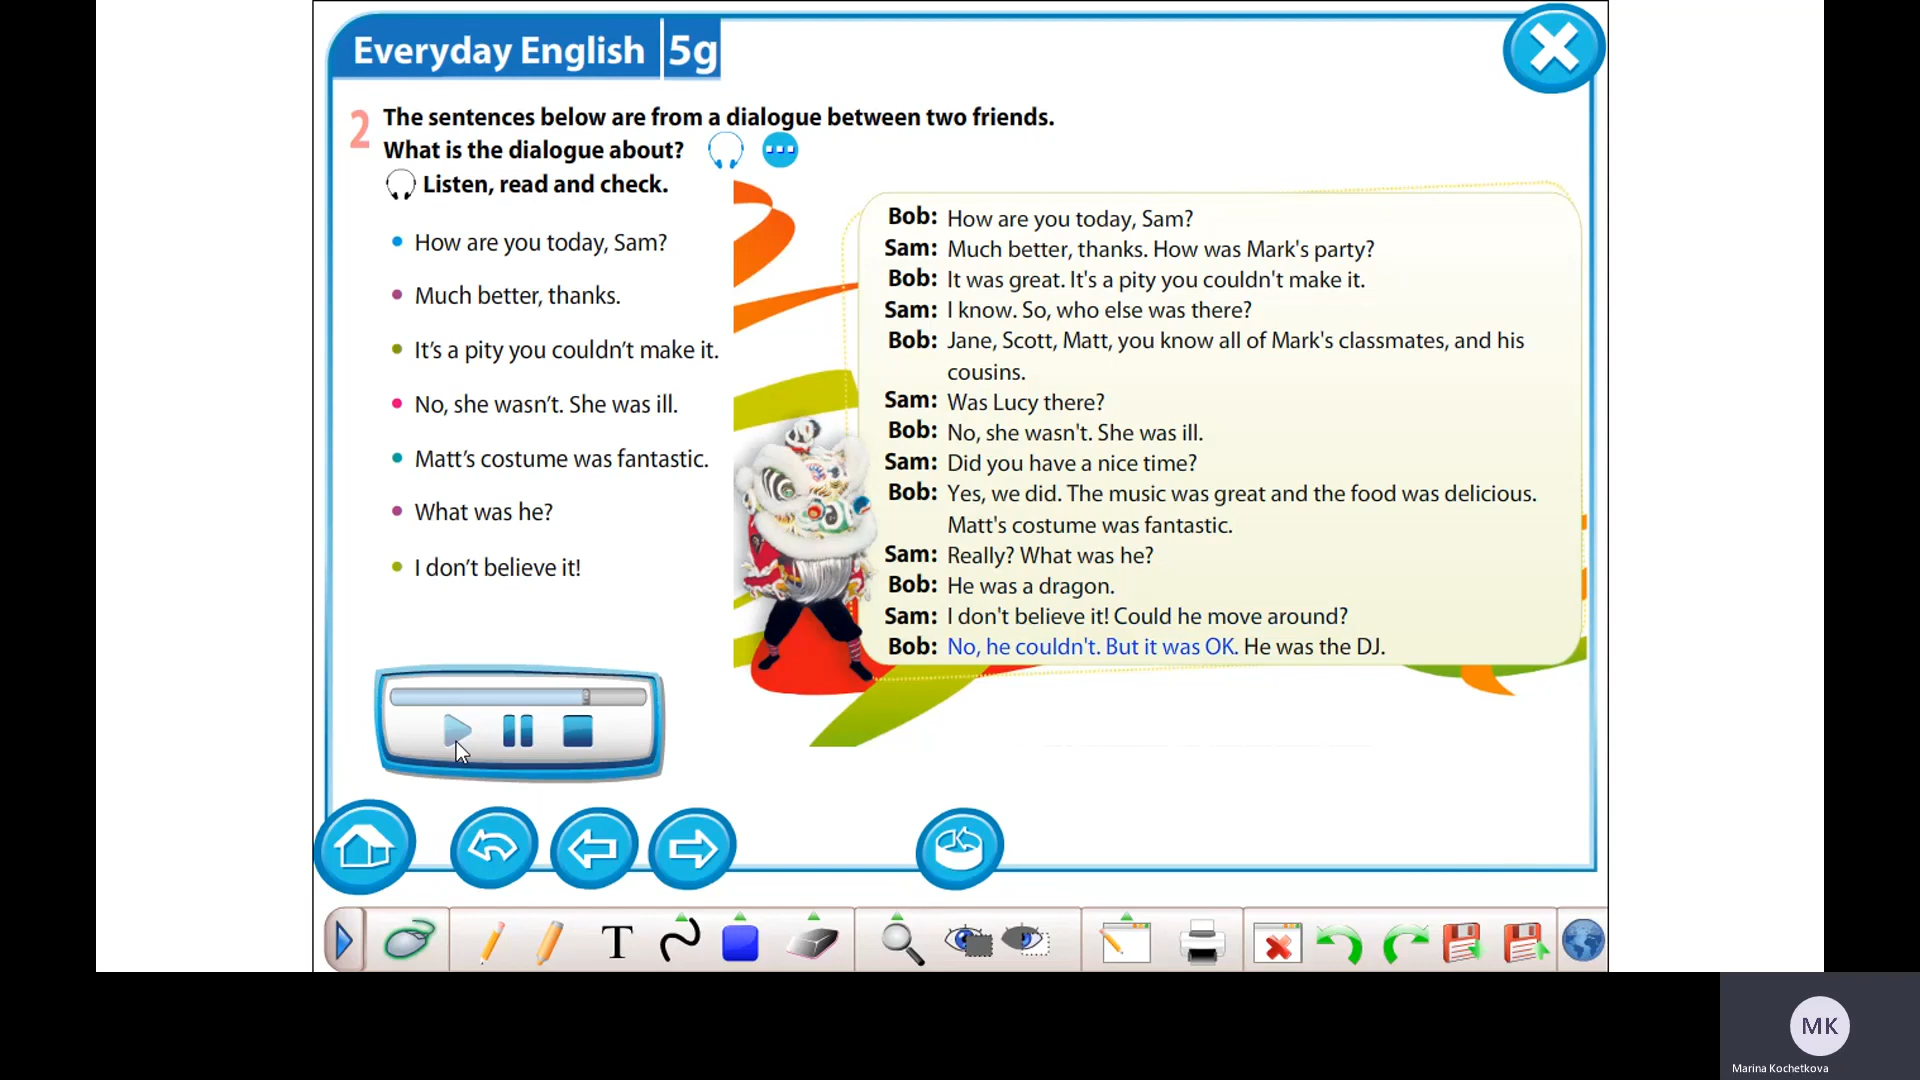 Everyday English 5g
2 The sentences below are from a dialogue between two friends.
What is the dialogue about?
Listen, read and check.
• How are you today, Sam?
• Much better, thanks.
• It's a pity you couldn't make it.
• No, she wasn't. She was ill.
• Matt's costume was fantastic.
• What was he?
• I don't believe it!
Bob: How are you today, Sam?
Sam: Much better, thanks. How was Mark's party?
Bob: It was great. It's a pity you couldn't make it.
Sam: I know. So, who else was there?
Bob: Jane, Scott, Matt, you know all of Mark's classmates, and his
cousins.
Sam: Was Lucy there?
Bob: No, she wasn't. She was ill.
Sam: Did you have a nice time?
Bob: Yes, we did. The music was great and the food was delicious.
Matt's costume was fantastic.
Sam: Really? What was he?
Bob: He was a dragon.
Sam: I don't believe it! Could he move around?
Bob: No, he couldn't. But it was OK. He was the DJ.
T
MK
Marina Kochetkova